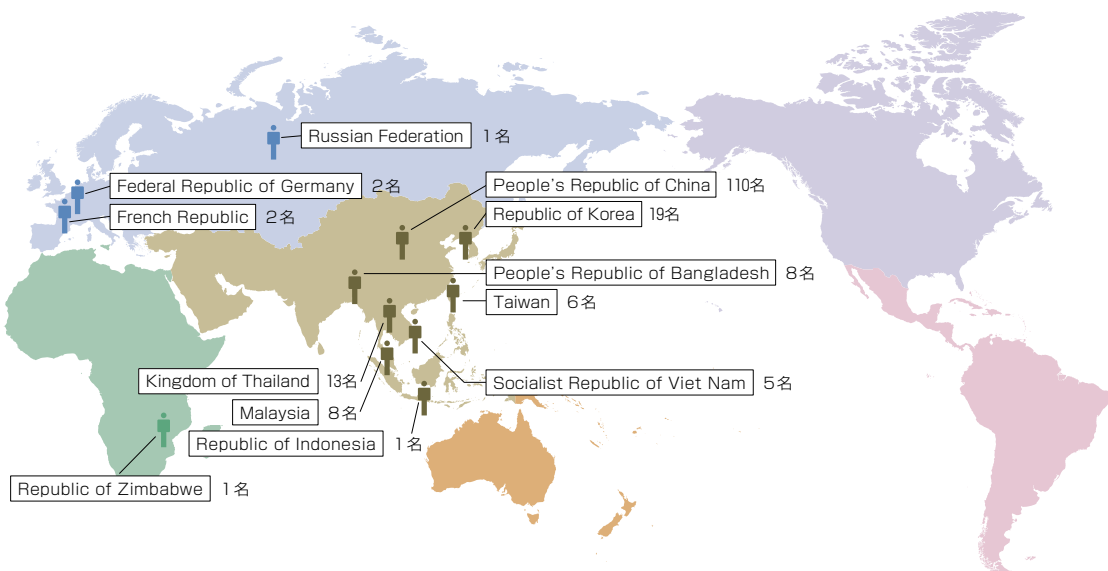 Russian Federation 1名
Federal Republic of Germany 2名
People's Republic of China 110名
French Republic 2名
Republic of Korea 19名
People's Republic of Bangladesh 8名
Taiwan 6名
Kingdom of Thailand 13名
Socialist Republic of Viet Nam 5名
Malaysia 8名
Republic of Indonesia 1名
Republic of Zimbabwe 1名